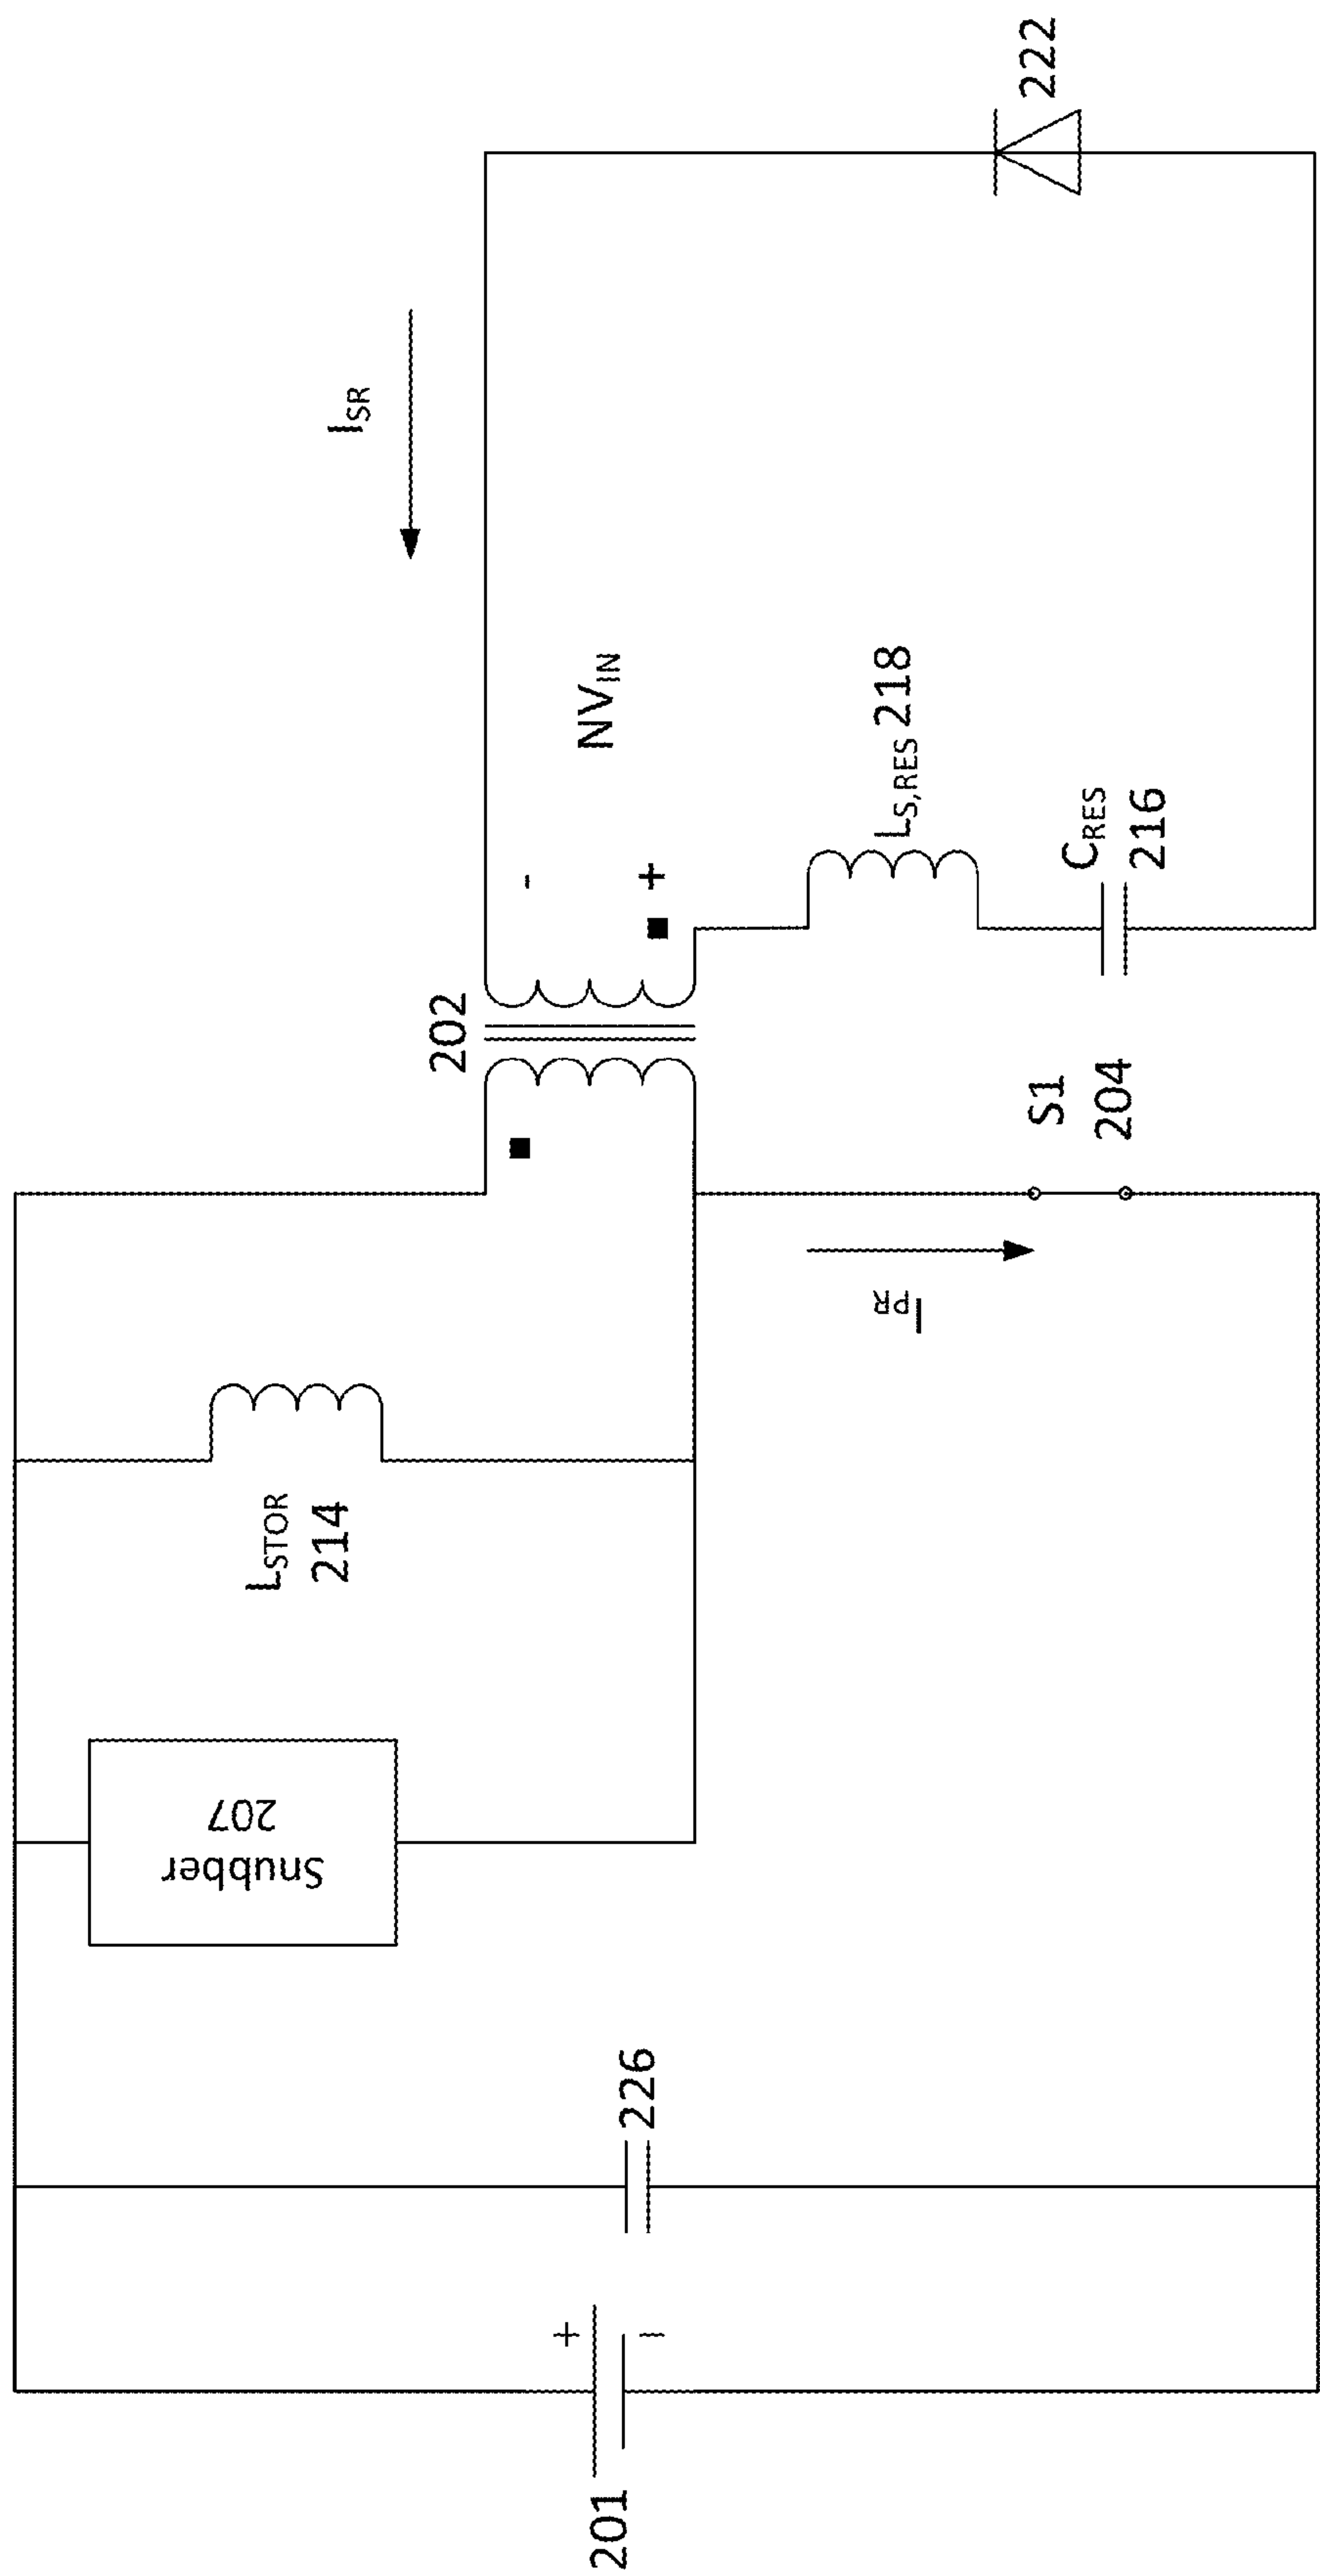 201
+
−
226
Snubber
207
L_STOR
214
I_PR
S1
204
202
-
+
NV_IN
C_RES
216
L_S,RES 218
I_SR
222